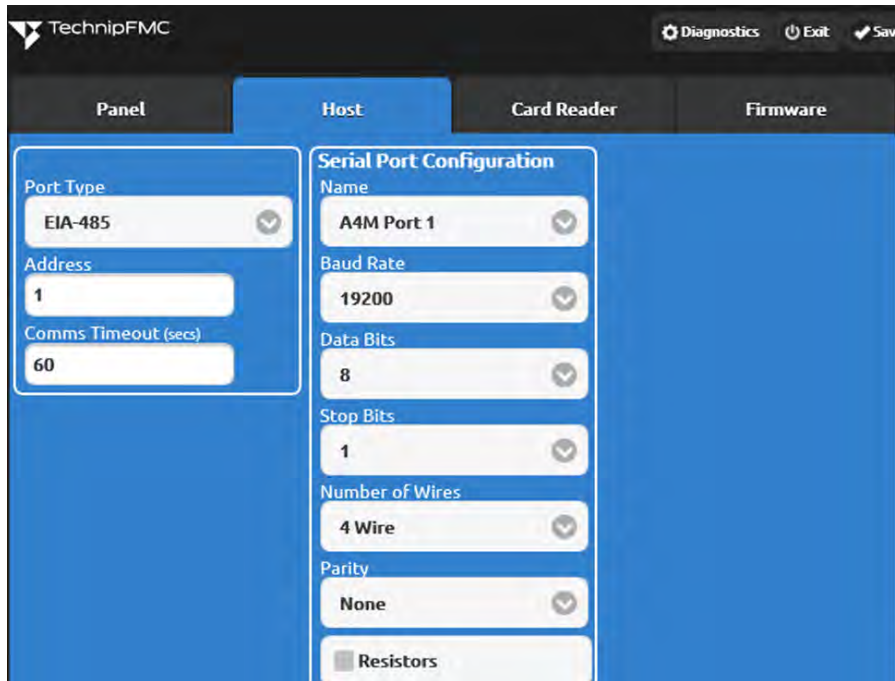 TechnipFMC
Diagnostics Exit Sav
Panel Host Card Reader Firmware
Port Type
EIA-485
Address
1
Comms Timeout (secs)
60
Serial Port Configuration
Name
A4M Port 1
Baud Rate
19200
Data Bits
8
Stop Bits
1
Number of Wires
4 Wire
Parity
None
Resistors